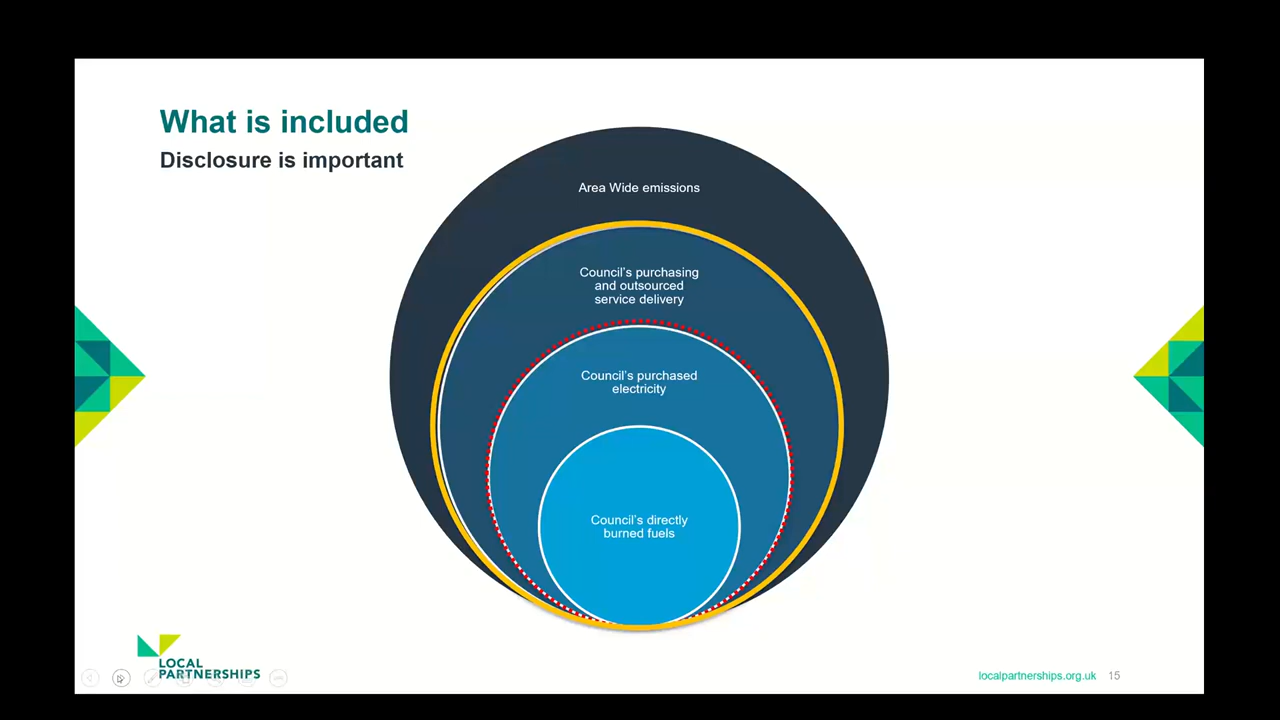 What is included
Disclosure is important
Area Wide emissions
Council's purchasing
and outsourced
service delivery
Council's purchased
electricity
Council's directly
burned fuels
LOCAL
PARTNERSHIPS
localpartnerships.org.uk 15